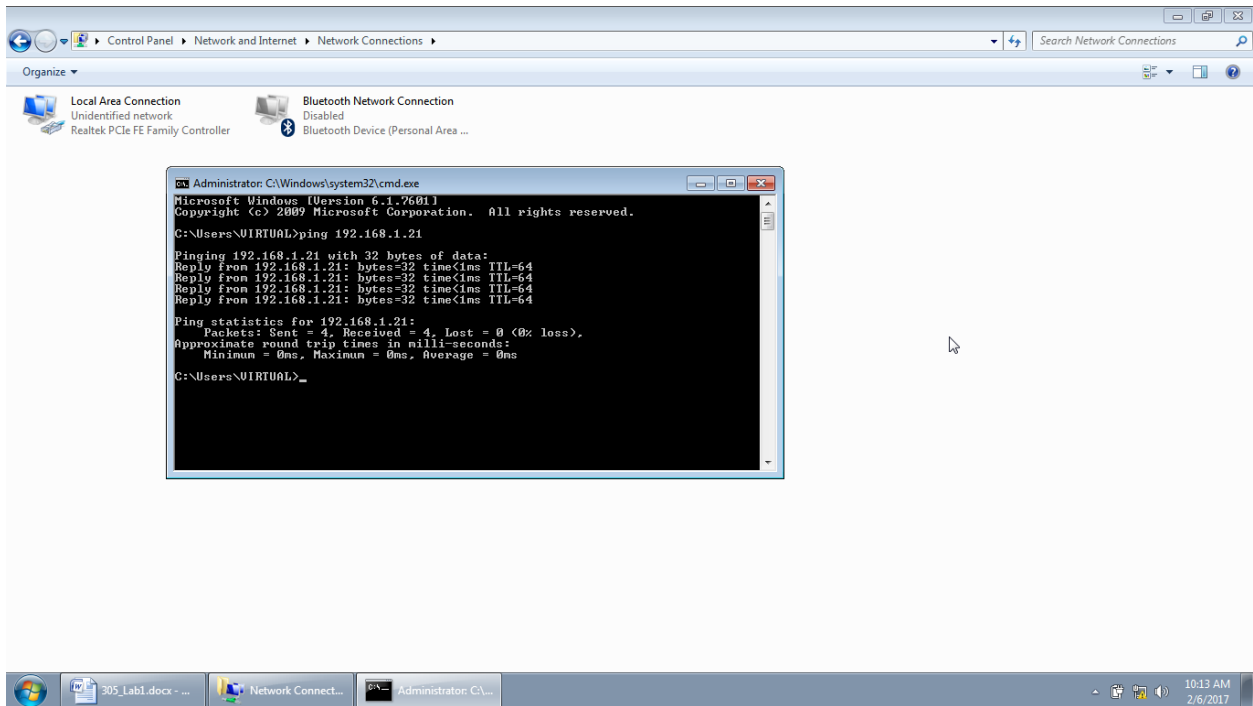 Control Panel ▸ Network and Internet ▸ Network Connections ▸
Search Network Connections
Organize
Local Area Connection
Unidentified network
Realtek PCIe FE Family Controller
Bluetooth Network Connection
Disabled
Bluetooth Device (Personal Area ...
Administrator: C:\Windows\system32\cmd.exe
Microsoft Windows [Version 6.1.7601]
Copyright (c) 2009 Microsoft Corporation.  All rights reserved.
C:\Users\VIRTUAL>ping 192.168.1.21
Pinging 192.168.1.21 with 32 bytes of data:
Reply from 192.168.1.21: bytes=32 time<1ms TTL=64
Reply from 192.168.1.21: bytes=32 time<1ms TTL=64
Reply from 192.168.1.21: bytes=32 time<1ms TTL=64
Reply from 192.168.1.21: bytes=32 time<1ms TTL=64
Ping statistics for 192.168.1.21:
Packets: Sent = 4, Received = 4, Lost = 0 (0% loss),
Approximate round trip times in milli-seconds:
Minimum = 0ms, Maximum = 0ms, Average = 0ms
C:\Users\VIRTUAL>_
305_Lab1.docx - ...
Network Connect...
Administrator: C:\...
10:13 AM
2/6/2017